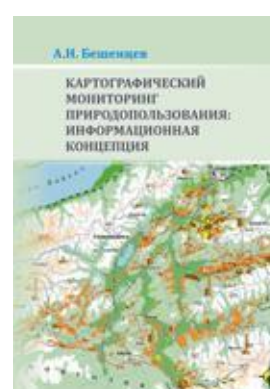 А.Н. Бешенцев
КАРТОГРАФИЧЕСКИЙ
МОНИТОРИНГ
ПРИРОДОПОЛЬЗОВАНИЯ:
ИНФОРМАЦИОННАЯ
КОНЦЕПЦИЯ